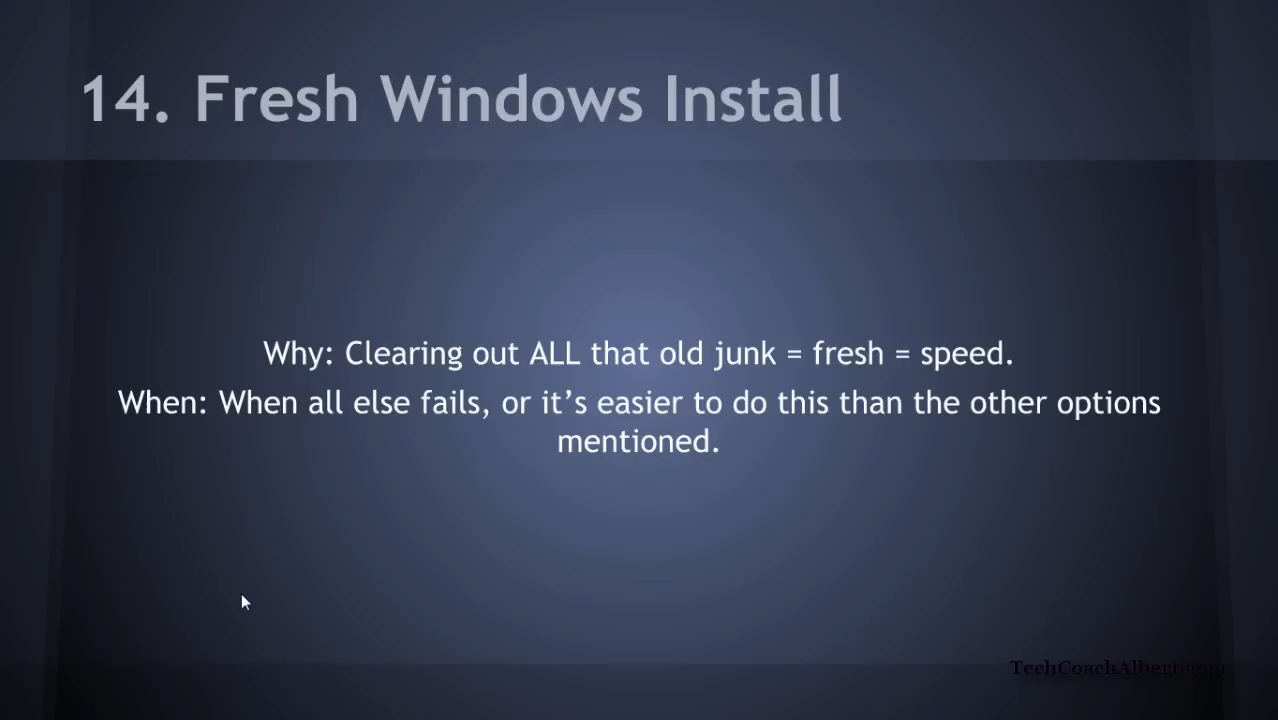 14. Fresh Windows Install
Why: Clearing out ALL that old junk = fresh = speed.
When: When all else fails, or it’s easier to do this than the other options
mentioned.
TechCoachAlbert.com